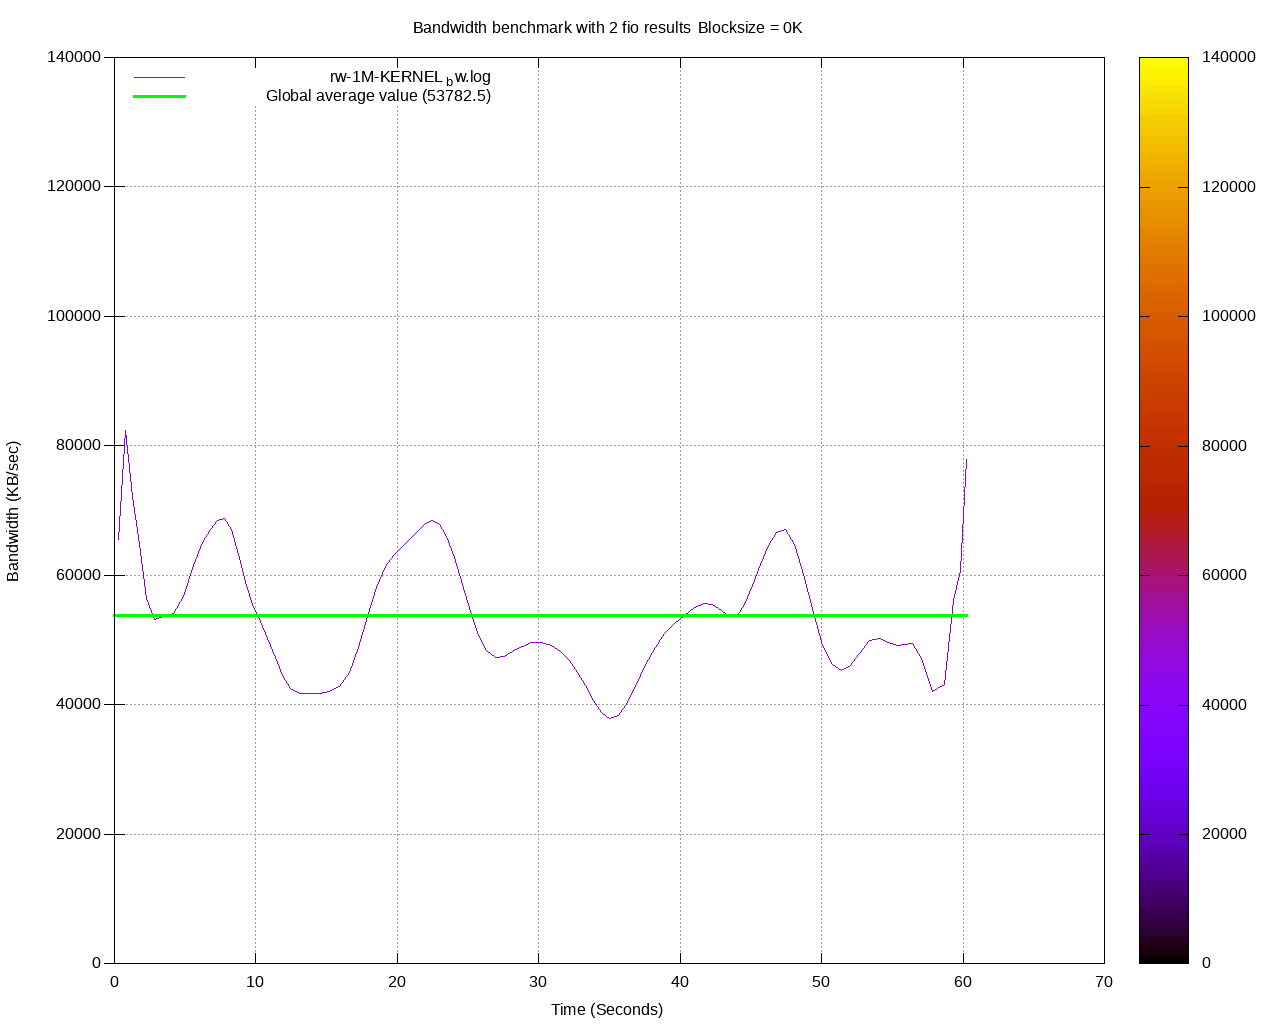 Bandwidth benchmark with 2 fio results Blocksize = 0K
rw-1M-KERNEL_bw.log
Global average value (53782.5)
140000
120000
100000
80000
60000
40000
20000
0
Bandwidth (KB/sec)
0 10 20 30 40 50 60 70
Time (Seconds)
140000
120000
100000
80000
60000
40000
20000
0